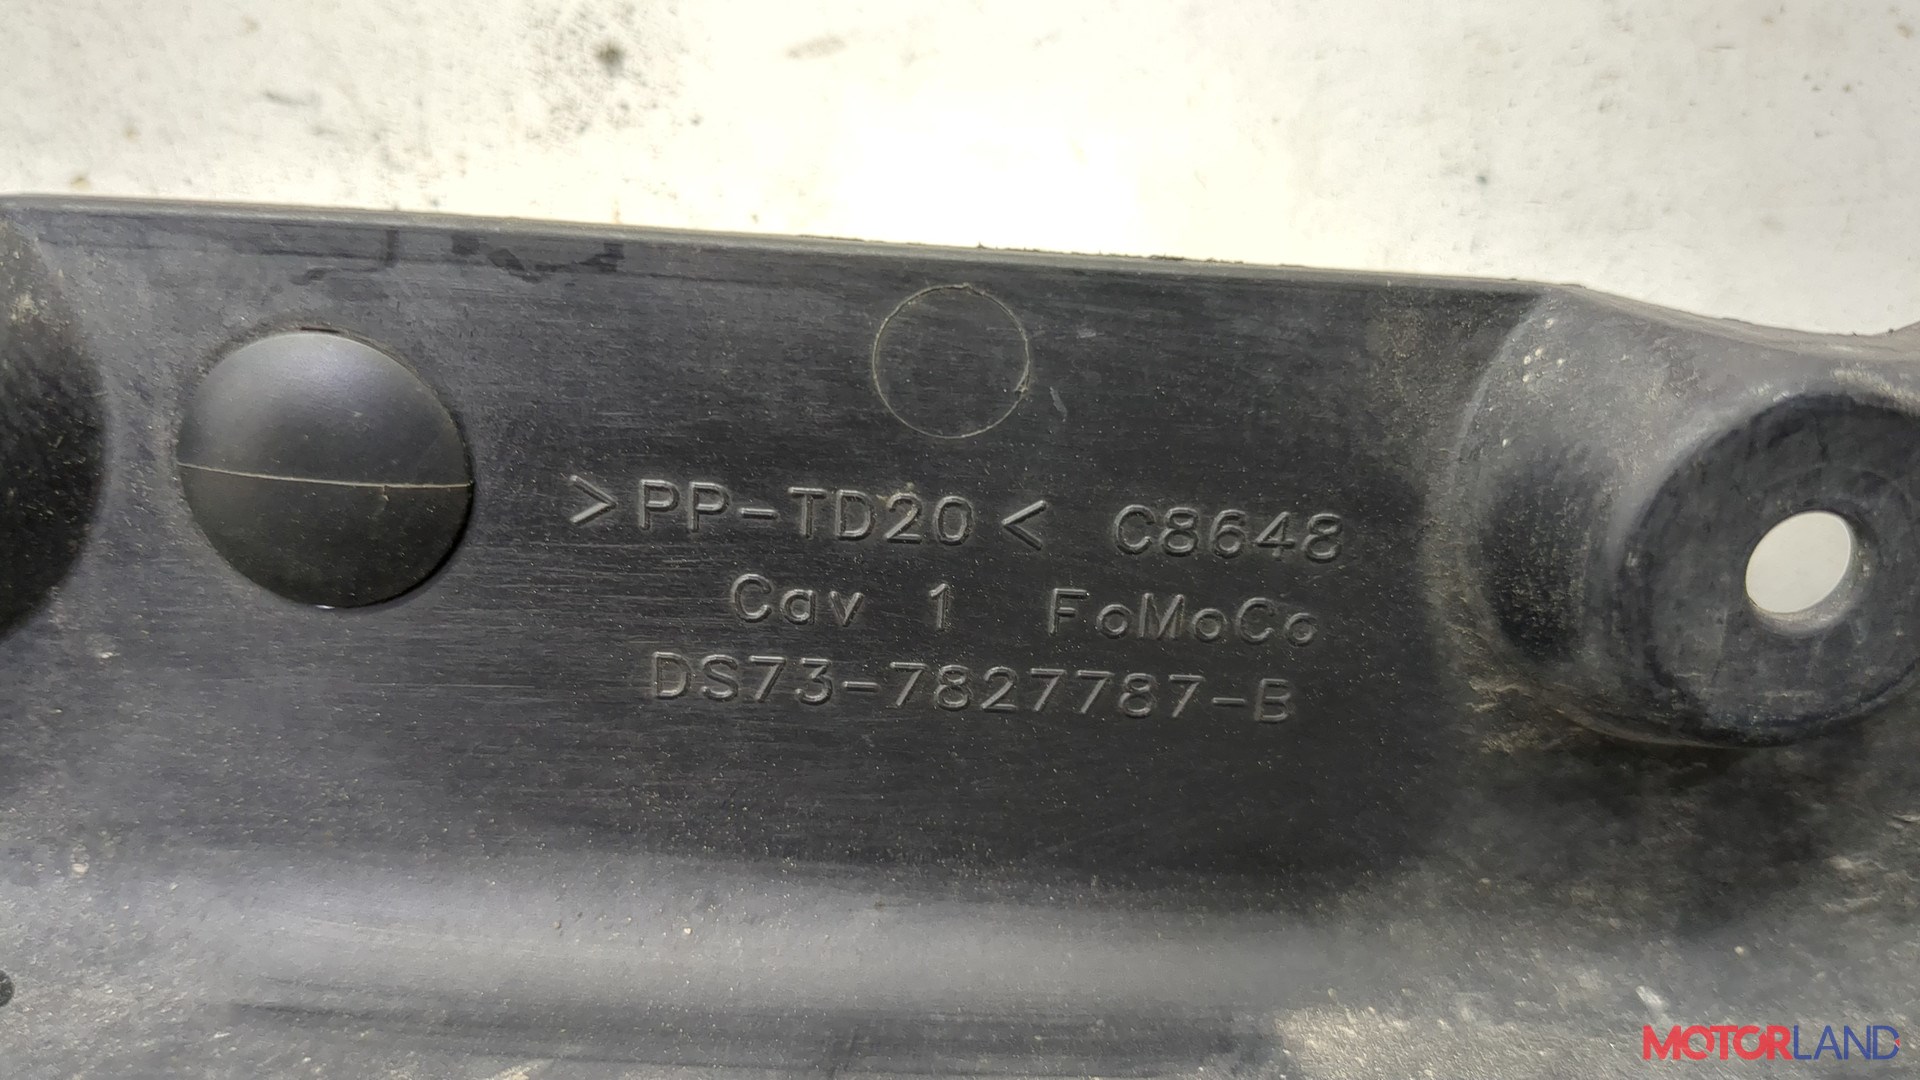 >PP-TD20< C8648
Cav 1 FoMoCo
DS73-7827787-B
MOTORLAND